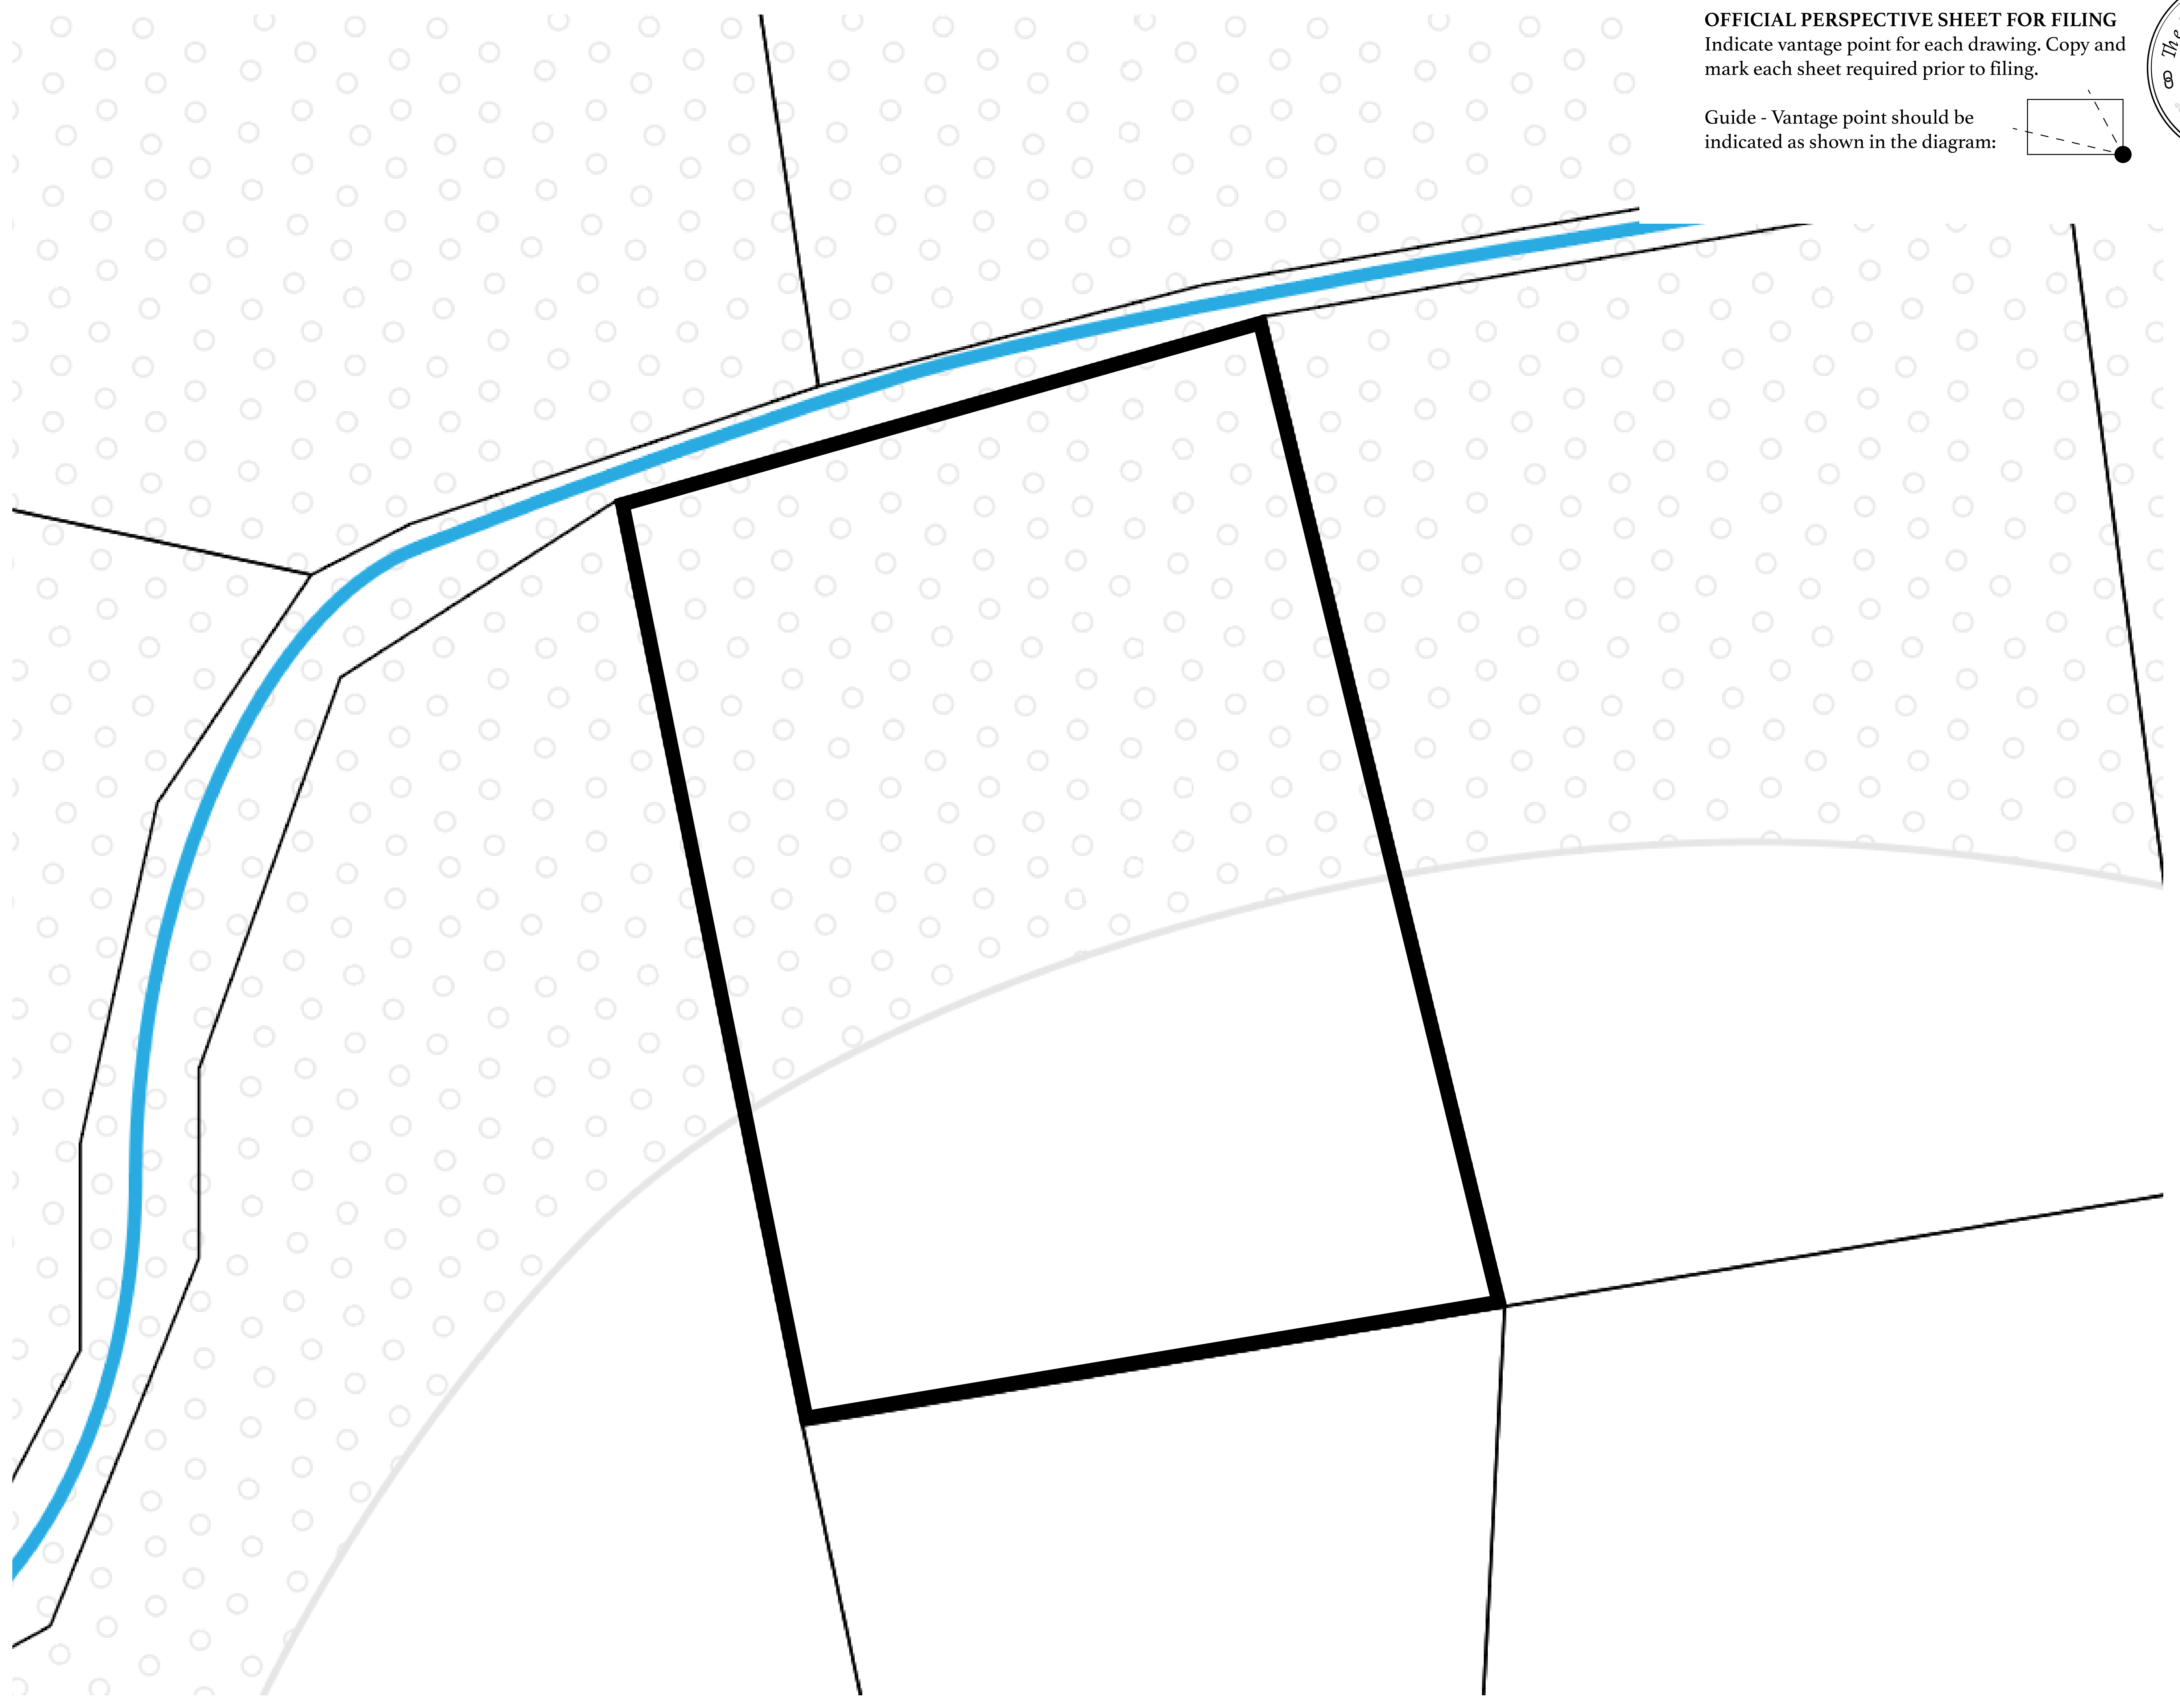 OFFICIAL PERSPECTIVE SHEET FOR FILING
Indicate vantage point for each drawing. Copy and
mark each sheet required prior to filing.
Guide - Vantage point should be
indicated as shown in the diagram:
The